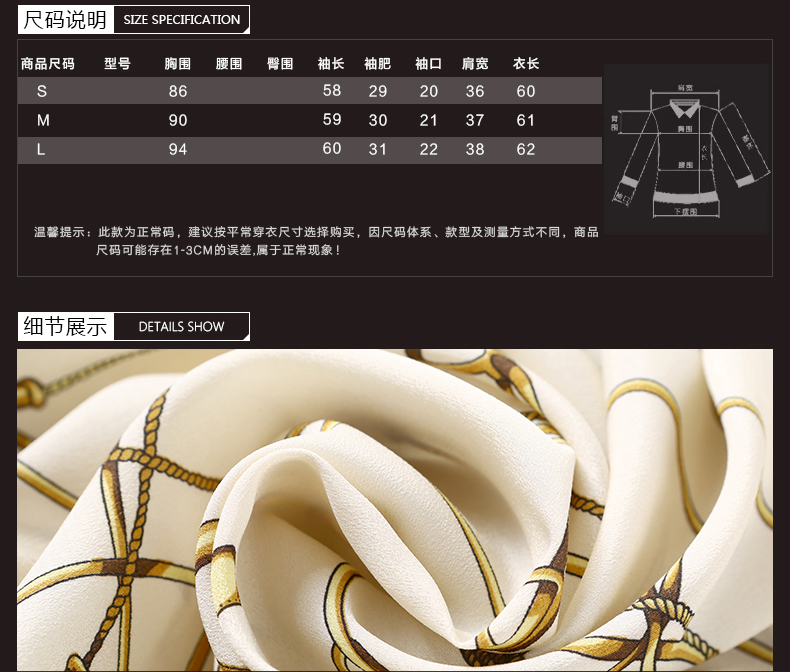 尺码说明 SIZE SPECIFICATION
商品尺码 型号 胸围 腰围 臀围 袖长 袖肥 袖口 肩宽 衣长
S 86 58 29 20 36 60
M 90 59 30 21 37 61
L 94 60 31 22 38 62
肩宽
臂围
胸围
袖长
衣长
腰围
袖口
下摆围
温馨提示：此款为正常码，建议按平常穿衣尺寸选择购买，因尺码体系、款型及测量方式不同，商品
尺码可能存在1-3CM的误差,属于正常现象！
细节展示 DETAILS SHOW